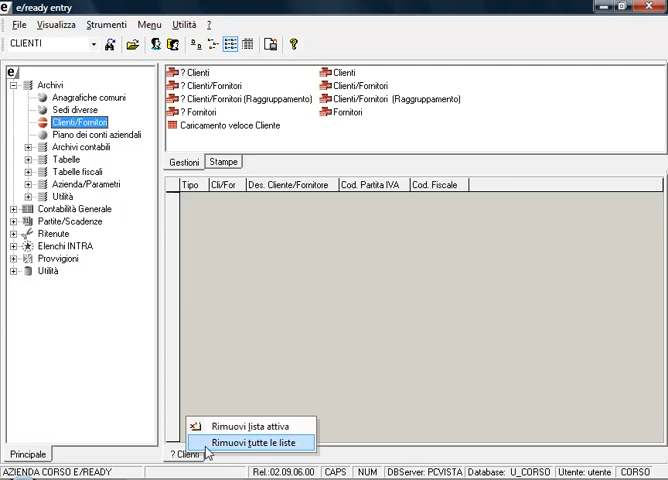 e/ready entry
File Visualizza Strumenti Menu Utilità ?
CLIENTI
Archivi
Anagrafiche comuni
Sedi diverse
Clienti/Fornitori
Piano dei conti aziendali
Archivi contabili
Tabelle
Tabelle fiscali
Azienda/Parametri
Utilità
Contabilità Generale
Partite/Scadenze
Ritenute
Elenchi INTRA
Provvigioni
Utilità
Principale
? Clienti
? Clienti/Fornitori
? Clienti/Fornitori (Raggruppamento)
? Fornitori
Caricamento veloce Cliente
Clienti
Clienti/Fornitori
Clienti/Fornitori (Raggruppamento)
Fornitori
Gestioni Stampe
Tipo Cli/For Des. Cliente/Fornitore Cod. Partita IVA Cod. Fiscale
Rimuovi lista attiva
Rimuovi tutte le liste
? Clienti
AZIENDA CORSO E/READY Rel.:02.09.06.00 CAPS NUM DBServer: PCVISTA Database: U_CORSO Utente: utente CORSO